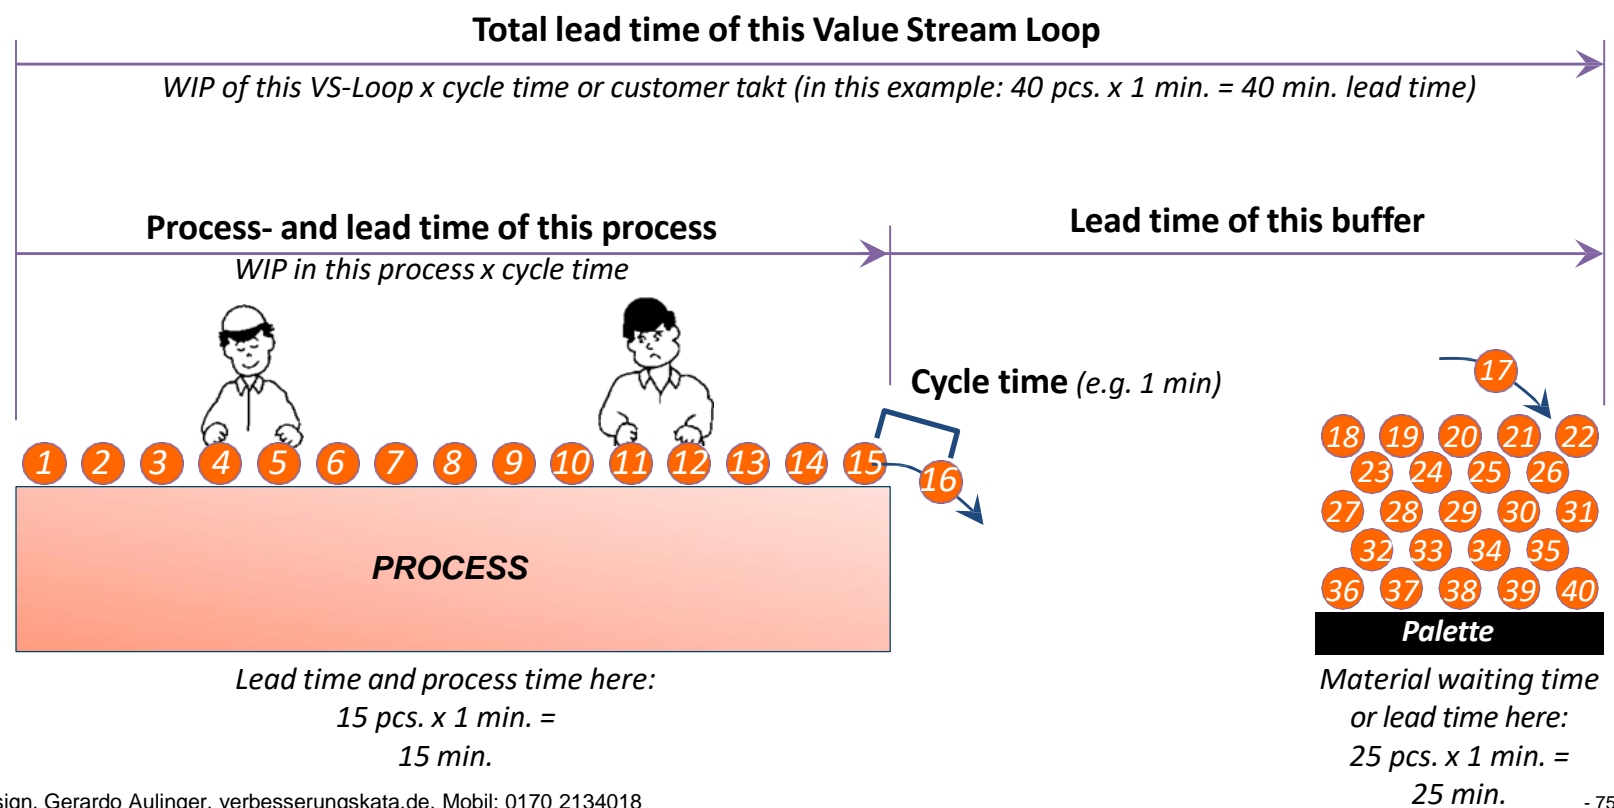 Total lead time of this Value Stream Loop
WIP of this VS-Loop x cycle time or customer takt (in this example: 40 pcs. x 1 min. = 40 min. lead time)
Process- and lead time of this process
Lead time of this buffer
WIP in this process x cycle time
Cycle time (e.g. 1 min)
17
18 19 20 21 22
23 24 25 26
27 28 29 30 31
32 33 34 35
36 37 38 39 40
1 2 3 4 5 6 7 8 9 10 11 12 13 14 15
16
PROCESS
Palette
Lead time and process time here:
15 pcs. x 1 min. =
15 min.
Material waiting time
or lead time here:
25 pcs. x 1 min. =
25 min.
sign, Gerardo Aulinger, verbesserungskata.de, Mobil: 0170 2134018
- 75